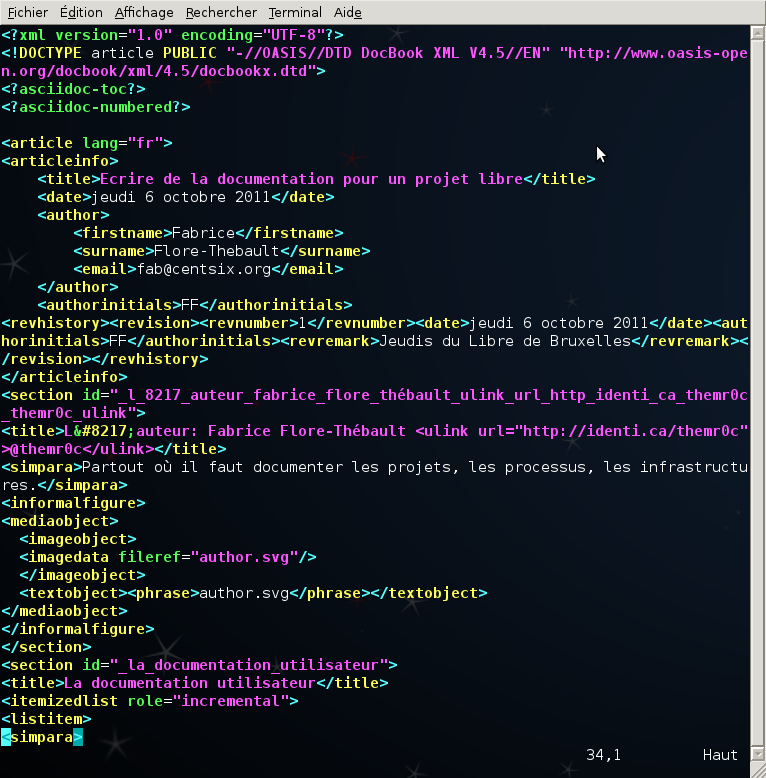 Fichier Édition Affichage Rechercher Terminal Aide
<?xml version="1.0" encoding="UTF-8"?>
<!DOCTYPE article PUBLIC "-//OASIS//DTD DocBook XML V4.5//EN" "http://www.oasis-ope
n.org/docbook/xml/4.5/docbookx.dtd">
<?asciidoc-toc?>
<?asciidoc-numbered?>

<article lang="fr">
<articleinfo>
    <title>Ecrire de la documentation pour un projet libre</title>
    <date>jeudi 6 octobre 2011</date>
    <author>
        <firstname>Fabrice</firstname>
        <surname>Flore-Thebault</surname>
        <email>fab@centsix.org</email>
    </author>
    <authorinitials>FF</authorinitials>
<revhistory><revision><revnumber>1</revnumber><date>jeudi 6 octobre 2011</date><aut
horinitials>FF</authorinitials><revremark>Jeudis du Libre de Bruxelles</revremark><
/revision></revhistory>
</articleinfo>
<section id="_l_8217_auteur_fabrice_flore_thébault_ulink_url_http_identi_ca_themr0c
_themr0c_ulink">
<title>L&#8217;auteur: Fabrice Flore-Thébault <ulink url="http://identi.ca/themr0c"
>@themr0c</ulink></title>
<simpara>Partout où il faut documenter les projets, les processus, les infrastructu
res.</simpara>
<informalfigure>
<mediaobject>
  <imageobject>
  <imagedata fileref="author.svg"/>
  </imageobject>
  <textobject><phrase>author.svg</phrase></textobject>
</mediaobject>
</informalfigure>
</section>
<section id="_la_documentation_utilisateur">
<title>La documentation utilisateur</title>
<itemizedlist role="incremental">
<listitem>
<simpara>
34,1 Haut